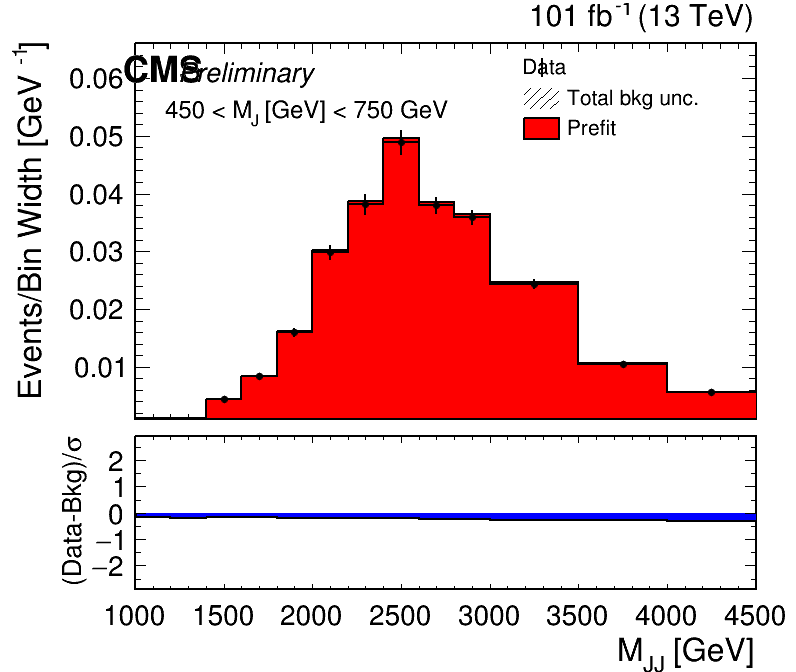 101 fb⁻¹ (13 TeV)
CMS Preliminary
450 < M_J [GeV] < 750 GeV
Data
Total bkg unc.
Prefit
Events/Bin Width [GeV⁻¹]
0.06
0.05
0.04
0.03
0.02
0.01
(Data-Bkg)/σ
2
1
0
−1
−2
1000 1500 2000 2500 3000 3500 4000 4500
M_JJ [GeV]